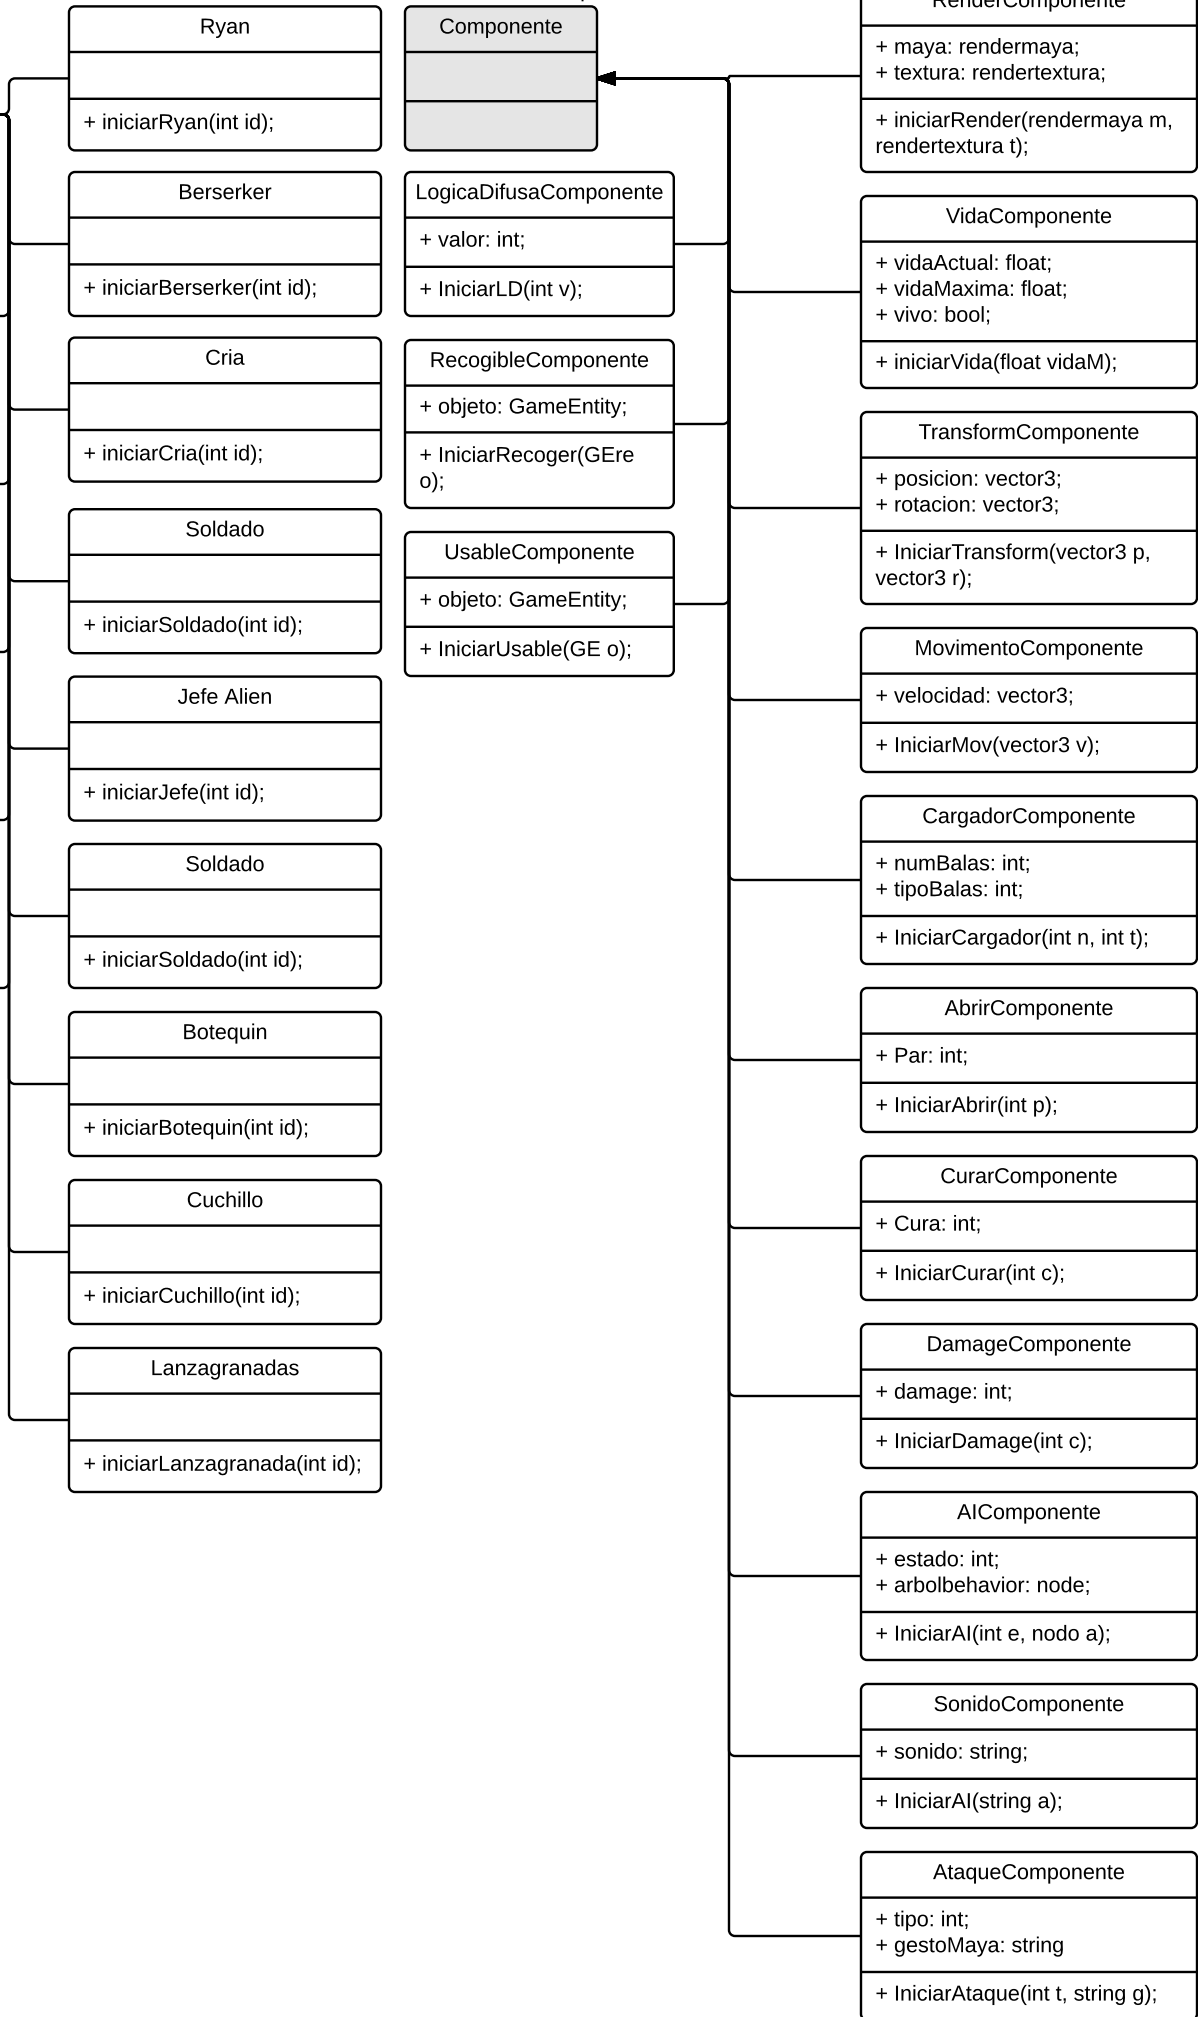 Ryan
+ iniciarRyan(int id);
Berserker
+ iniciarBerserker(int id);
Cria
+ iniciarCria(int id);
Soldado
+ iniciarSoldado(int id);
Jefe Alien
+ iniciarJefe(int id);
Soldado
+ iniciarSoldado(int id);
Botequin
+ iniciarBotequin(int id);
Cuchillo
+ iniciarCuchillo(int id);
Lanzagranadas
+ iniciarLanzagranada(int id);
Componente
LogicaDifusaComponente
+ valor: int;
+ IniciarLD(int v);
RecogibleComponente
+ objeto: GameEntity;
+ IniciarRecoger(GEre
o);
UsableComponente
+ objeto: GameEntity;
+ IniciarUsable(GE o);
RenderComponente
+ maya: rendermaya;
+ textura: rendertextura;
+ iniciarRender(rendermaya m,
rendertextura t);
VidaComponente
+ vidaActual: float;
+ vidaMaxima: float;
+ vivo: bool;
+ iniciarVida(float vidaM);
TransformComponente
+ posicion: vector3;
+ rotacion: vector3;
+ IniciarTransform(vector3 p,
vector3 r);
MovimentoComponente
+ velocidad: vector3;
+ IniciarMov(vector3 v);
CargadorComponente
+ numBalas: int;
+ tipoBalas: int;
+ IniciarCargador(int n, int t);
AbrirComponente
+ Par: int;
+ IniciarAbrir(int p);
CurarComponente
+ Cura: int;
+ IniciarCurar(int c);
DamageComponente
+ damage: int;
+ IniciarDamage(int c);
AIComponente
+ estado: int;
+ arbolbehavior: node;
+ IniciarAI(int e, nodo a);
SonidoComponente
+ sonido: string;
+ IniciarAI(string a);
AtaqueComponente
+ tipo: int;
+ gestoMaya: string
+ IniciarAtaque(int t, string g);